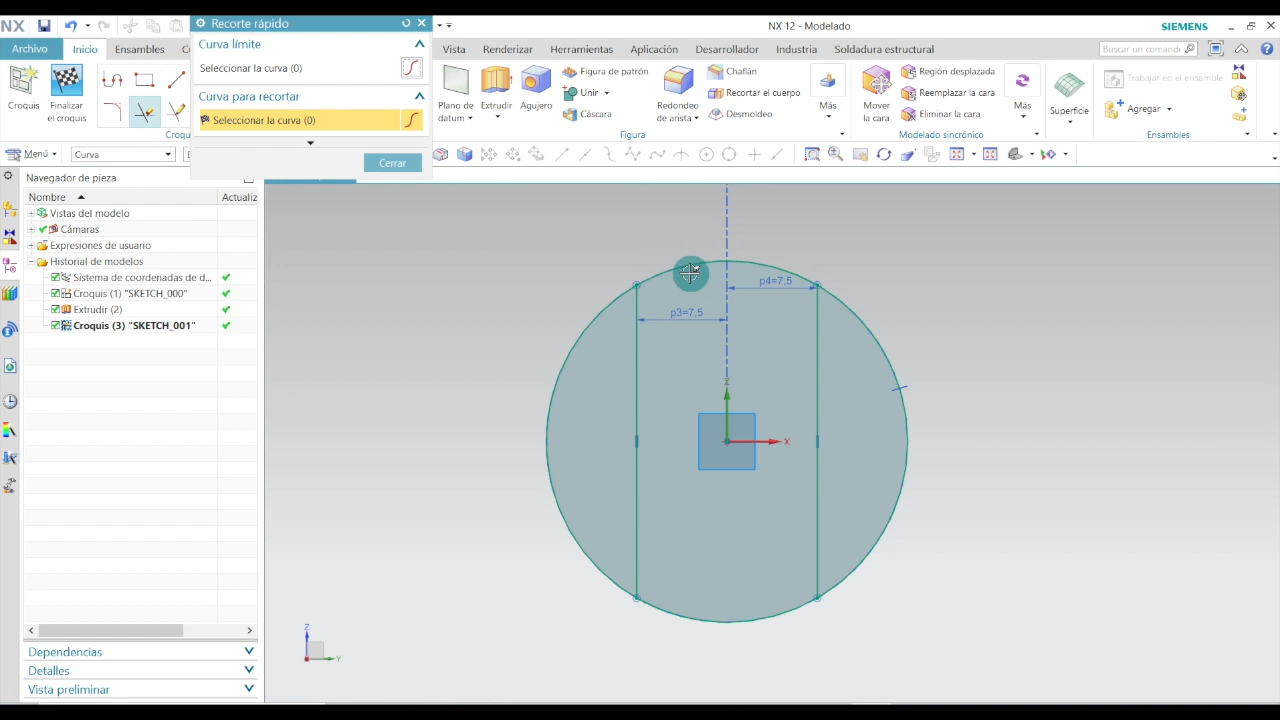 NX
NX 12 - Modelado
SIEMENS
Archivo
Inicio
Ensambles
Vista
Renderizar
Herramientas
Aplicación
Desarrollador
Industria
Soldadura estructural
Buscar un comando
Recorte rápido
Curva límite
Seleccionar la curva (0)
Curva para recortar
Seleccionar la curva (0)
Cerrar
Croquis
Finalizar
el croquis
Plano de
datum
Extrudir
Agujero
Figura de patrón
Unir
Cáscara
Redondeo
de arista
Chaflán
Recortar el cuerpo
Desmoldeo
Más
Figura
Mover
la cara
Región desplazada
Reemplazar la cara
Eliminar la cara
Más
Modelado sincrónico
Superficie
Trabajar en el ensamble
Agregar
Ensambles
Menú
Curva
Navegador de pieza
Nombre
Actualiz
Vistas del modelo
Cámaras
Expresiones de usuario
Historial de modelos
Sistema de coordenadas de d...
Croquis (1) "SKETCH_000"
Extrudir (2)
Croquis (3) "SKETCH_001"
Dependencias
Detalles
Vista preliminar
p4=7,5
p3=7,5
Z
X
Z
Y